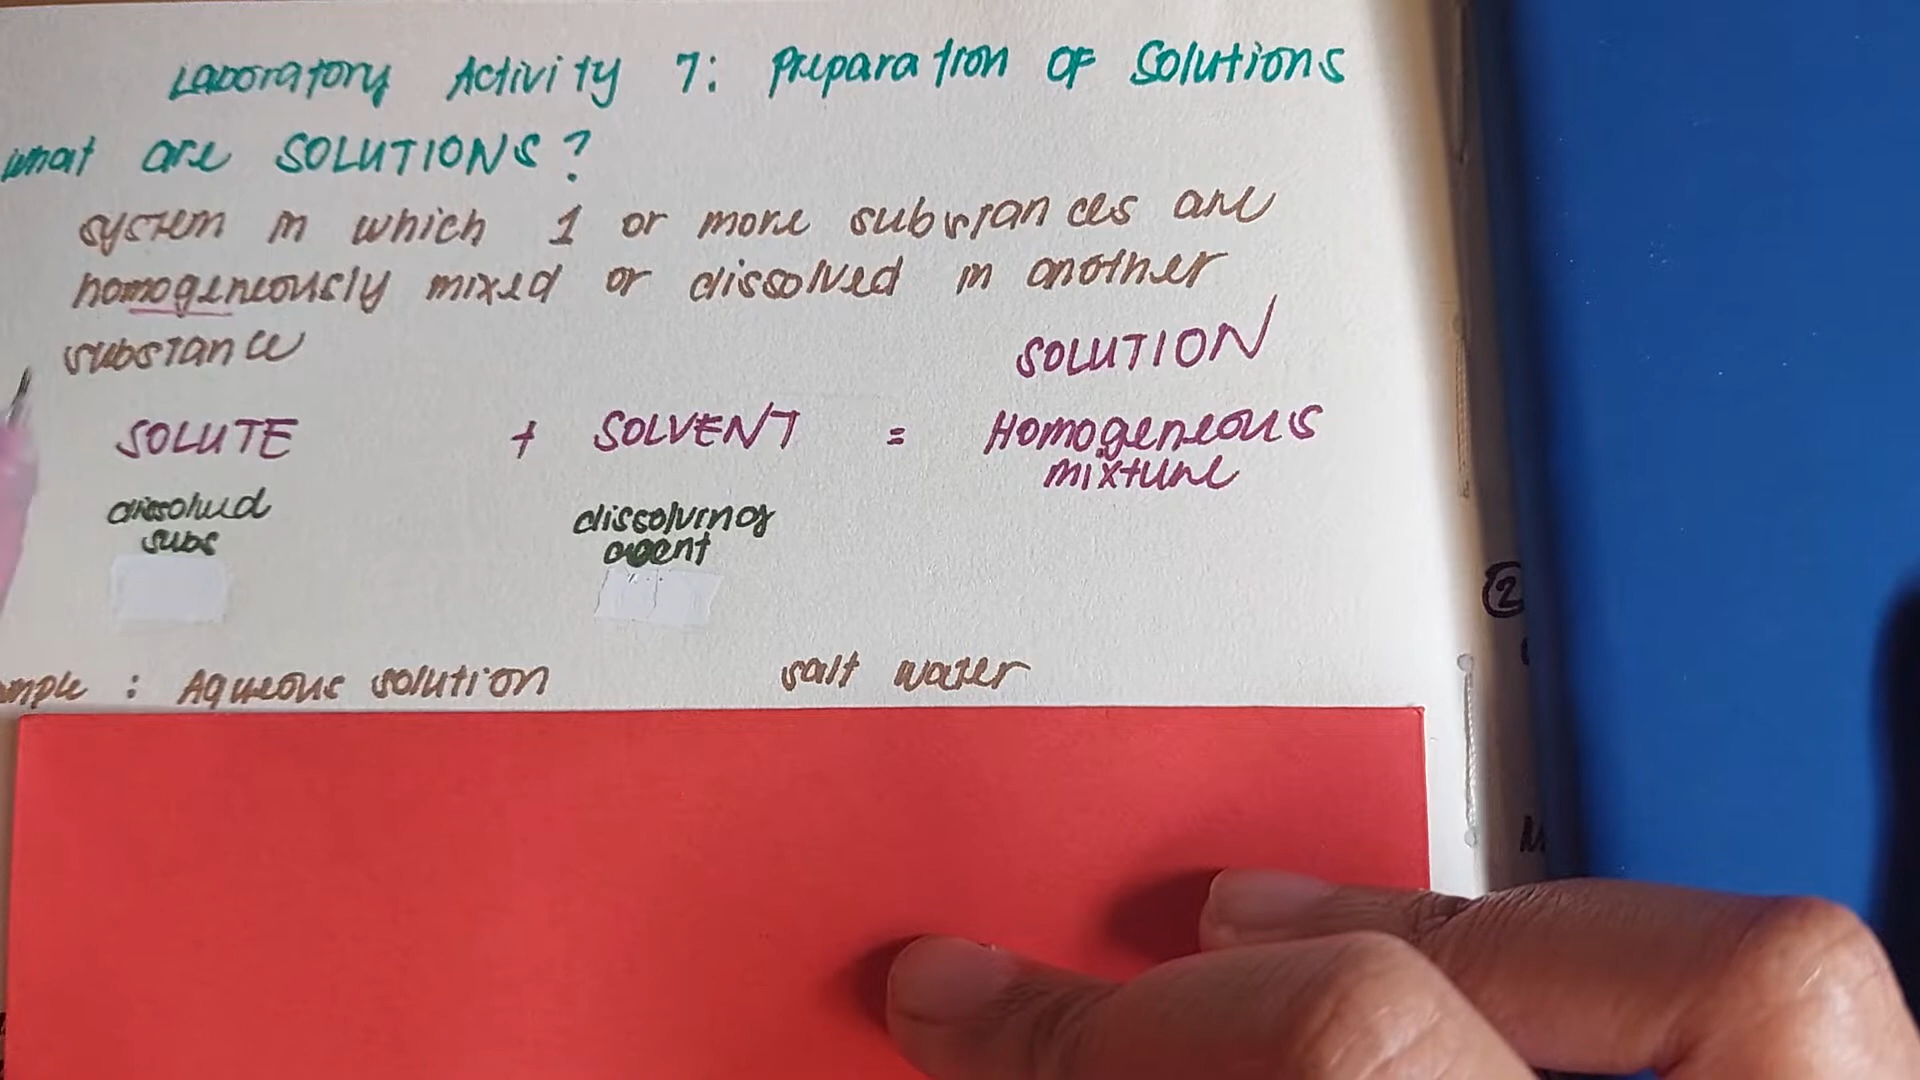 Laboratory Activity 7: Preparation of Solutions
what are SOLUTIONS?
system in which 1 or more substances are
homogeneously mixed or dissolved in another
substance
SOLUTION
SOLUTE + SOLVENT = Homogeneous
mixture
dissolved
subs
dissolving
agent
: Aqueous solution salt water
2